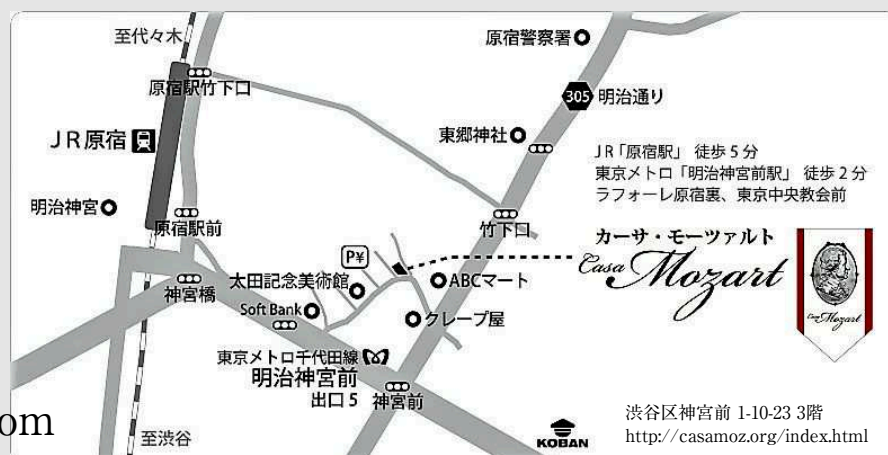 至代々木
原宿駅竹下口
原宿警察署
305 明治通り
JR原宿
東郷神社
JR「原宿駅」 徒歩5分
東京メトロ「明治神宮前駅」 徒歩2分
ラフォーレ原宿裏、東京中央教会前
明治神宮
原宿駅前
竹下口
カーサ・モーツァルト
Casa Mozart
P¥
太田記念美術館
ABCマート
神宮橋
Soft Bank
クレープ屋
Casa Mozart
東京メトロ千代田線
明治神宮前
出口5
神宮前
om
至渋谷
KOBAN
渋谷区神宮前 1-10-23 3階
http://casamoz.org/index.html